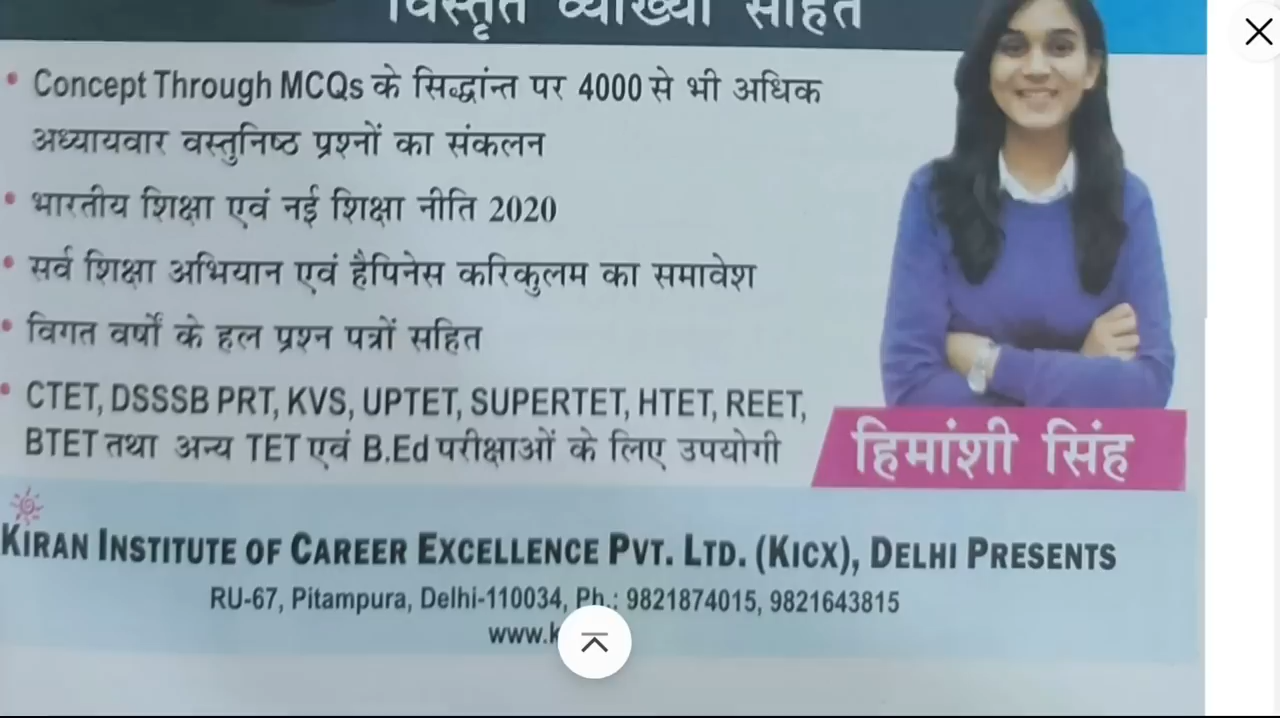 विस्तृत व्याख्या सहित
• Concept Through MCQs के सिद्धांन्त पर 4000 से भी अधिक
अध्यायवार वस्तुनिष्ठ प्रश्नों का संकलन
• भारतीय शिक्षा एवं नई शिक्षा नीति 2020
• सर्व शिक्षा अभियान एवं हैपिनेस करिकुलम का समावेश
• विगत वर्षों के हल प्रश्न पत्रों सहित
• CTET, DSSSB PRT, KVS, UPTET, SUPERTET, HTET, REET,
BTET तथा अन्य TET एवं B.Ed परीक्षाओं के लिए उपयोगी
हिमांशी सिंह
KIRAN INSTITUTE OF CAREER EXCELLENCE PVT. LTD. (KICX), DELHI PRESENTS
RU-67, Pitampura, Delhi-110034, Ph.: 9821874015, 9821643815
www.k